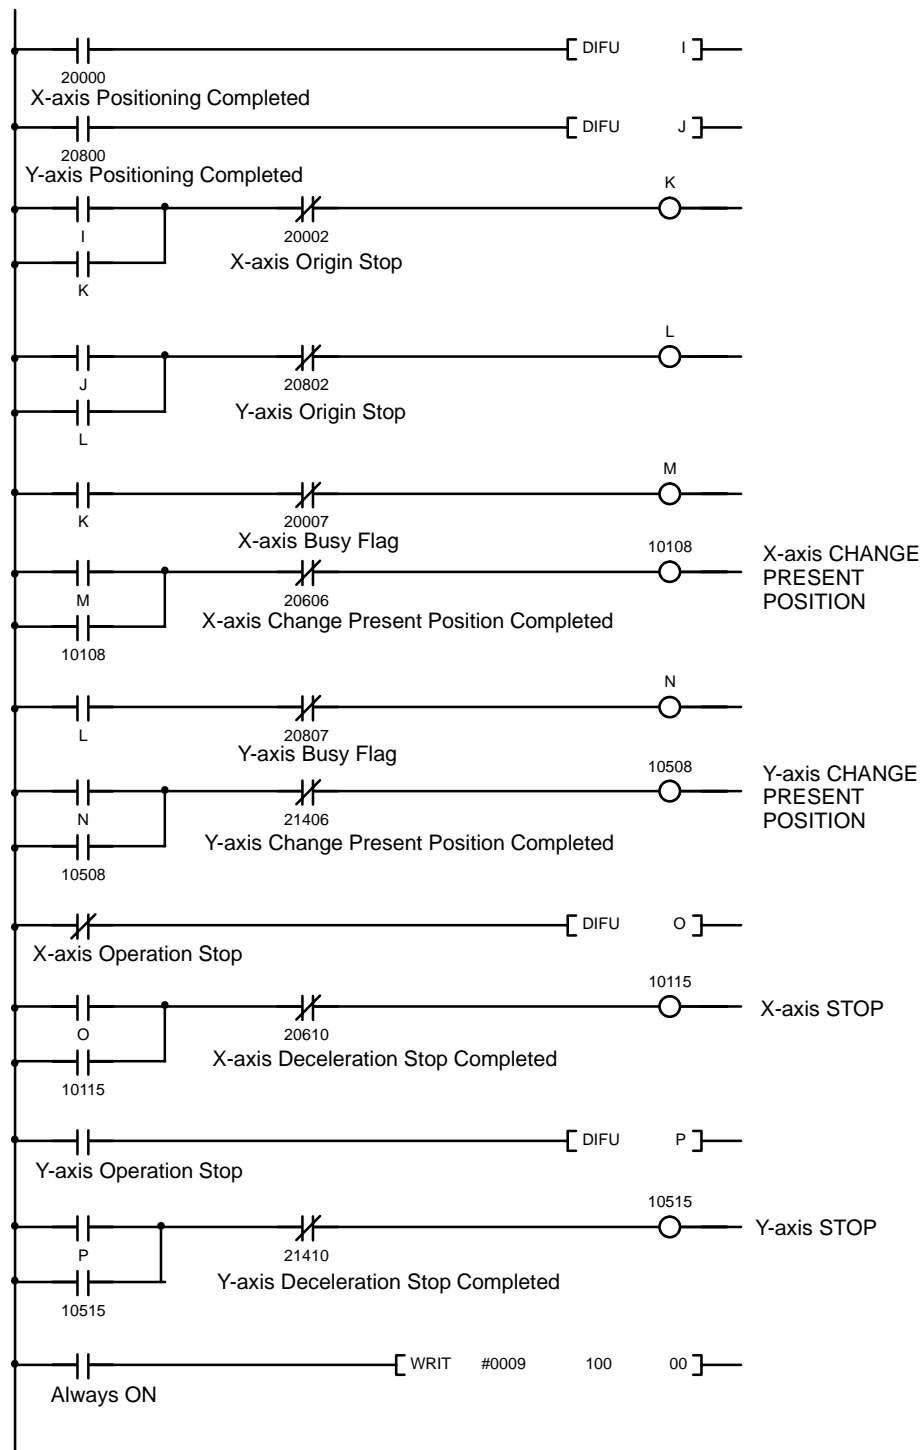 DIFU I
20000
X-axis Positioning Completed
DIFU J
20800
Y-axis Positioning Completed
K
I 20002
X-axis Origin Stop
K
L
J 20802
Y-axis Origin Stop
L
M
K 20007
X-axis Busy Flag
10108
X-axis CHANGE
PRESENT
POSITION
M 20606
X-axis Change Present Position Completed
10108
N
L 20807
Y-axis Busy Flag
10508
Y-axis CHANGE
PRESENT
POSITION
N 21406
Y-axis Change Present Position Completed
10508
DIFU O
X-axis Operation Stop
10115
X-axis STOP
O 20610
X-axis Deceleration Stop Completed
10115
DIFU P
Y-axis Operation Stop
10515
Y-axis STOP
P 21410
Y-axis Deceleration Stop Completed
10515
WRIT #0009 100 00
Always ON